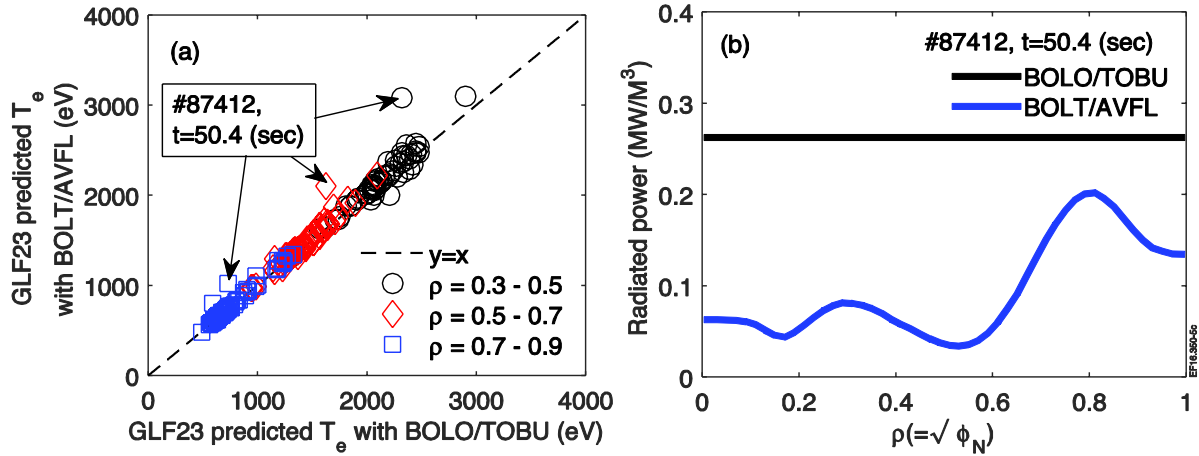 (a)
#87412,
t=50.4 (sec)
y=x
ρ = 0.3 - 0.5
ρ = 0.5 - 0.7
ρ = 0.7 - 0.9
4000
3000
2000
1000
0
0 1000 2000 3000 4000
GLF23 predicted Te
with BOLT/AVFL (eV)
GLF23 predicted Te with BOLO/TOBU (eV)
(b)
#87412, t=50.4 (sec)
BOLO/TOBU
BOLT/AVFL
0.4
0.3
0.2
0.1
0
0 0.2 0.4 0.6 0.8 1
Radiated power (MW/M³)
ρ(=√ ϕN)
EF16.350-5c